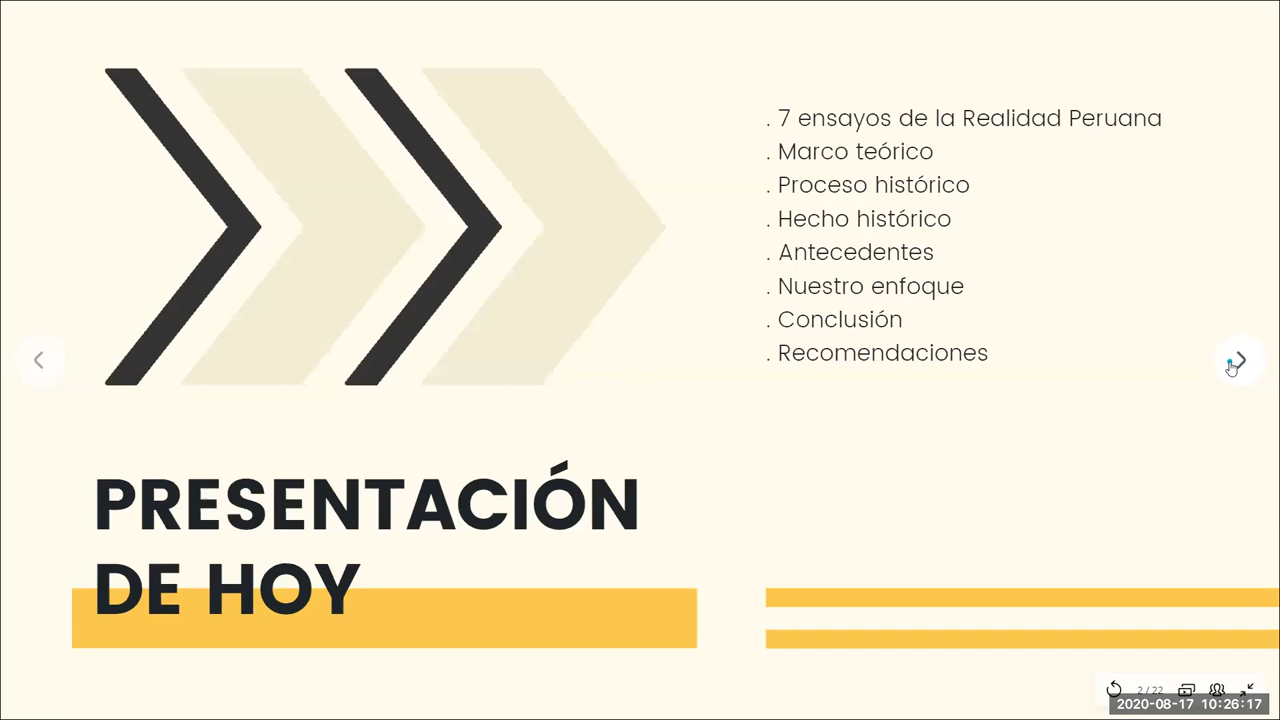 . 7 ensayos de la Realidad Peruana
. Marco teórico
. Proceso histórico
. Hecho histórico
. Antecedentes
. Nuestro enfoque
. Conclusión
. Recomendaciones
PRESENTACIÓN
DE HOY
2 / 22
2020-08-17 10:26:17